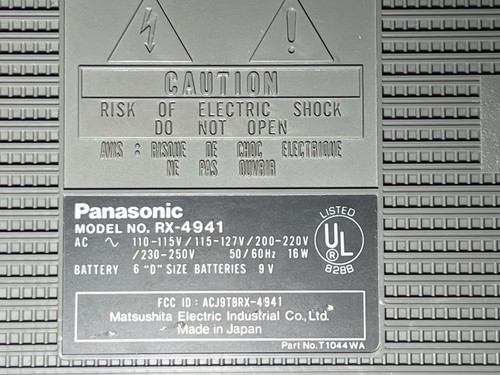 CAUTION
RISK OF ELECTRIC SHOCK
DO NOT OPEN
AVIS : RISQUE DE CHOC ELECTRIQUE
NE PAS OUVRIR
Panasonic
MODEL NO. RX-4941
AC ∿ 110-115V/115-127V/200-220V
/230-250V 50/60Hz 16W
BATTERY 6 "D" SIZE BATTERIES 9V
LISTED
UL ®
828B
FCC ID : ACJ9TBRX-4941
Matsushita Electric Industrial Co., Ltd.
Made in Japan
Part No. T1044WA